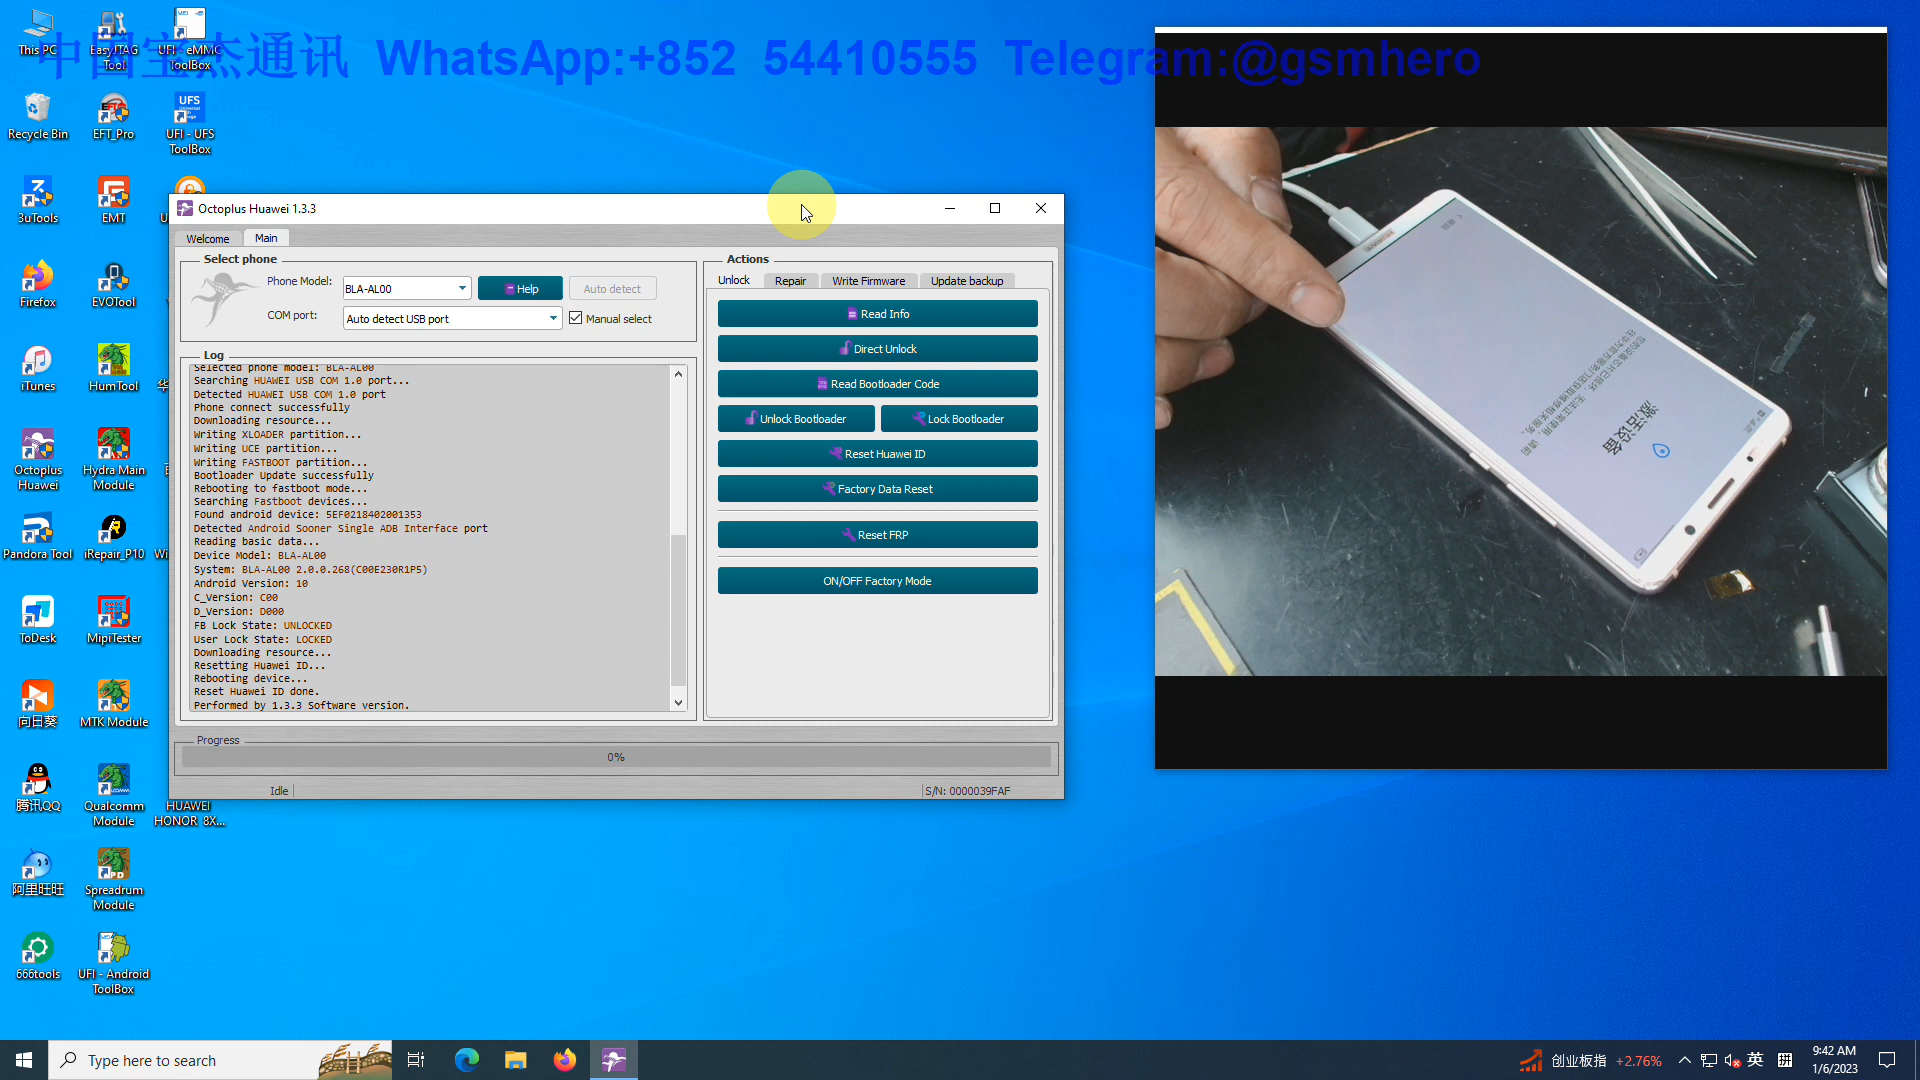 中国宝杰通讯 WhatsApp:+852 54410555 Telegram:@gsmhero
This PC
EasyJTAG Tool
UFI - eMMC ToolBox
Recycle Bin
EFT_Pro
UFI - UFS ToolBox
3uTools
EMT
Firefox
EVOTool
iTunes
HumTool
Octoplus Huawei
Hydra Main Module
Pandora Tool
iRepair_P10
ToDesk
MipiTester
向日葵
MTK Module
腾讯QQ
Qualcomm Module
HUAWEI HONOR_8X...
阿里旺旺
Spreadrum Module
666tools
UFI - Android ToolBox
Octoplus Huawei 1.3.3
Welcome
Main
Select phone
Phone Model:
BLA-AL00
Help
Auto detect
COM port:
Auto detect USB port
Manual select
Log
Selected phone model: BLA-AL00
Searching HUAWEI USB COM 1.0 port...
Detected HUAWEI USB COM 1.0 port
Phone connect successfully
Downloading resource...
Writing XLOADER partition...
Writing UCE partition...
Writing FASTBOOT partition...
Bootloader Update successfully
Rebooting to fastboot mode...
Searching Fastboot devices...
Found android device: 5EF0218402001353
Detected Android Sooner Single ADB Interface port
Reading basic data...
Device Model: BLA-AL00
System: BLA-AL00 2.0.0.268(C00E230R1P5)
Android Version: 10
C_Version: C00
D_Version: D000
FB Lock State: UNLOCKED
User Lock State: LOCKED
Downloading resource...
Resetting Huawei ID...
Rebooting device...
Reset Huawei ID done.
Performed by 1.3.3 Software version.
Actions
Unlock
Repair
Write Firmware
Update backup
Read Info
Direct Unlock
Read Bootloader Code
Unlock Bootloader
Lock Bootloader
Reset Huawei ID
Factory Data Reset
Reset FRP
ON/OFF Factory Mode
Progress
0%
Idle
S/N: 0000039FAF
激活设备
Type here to search
创业板指 +2.76%
英
拼
9:42 AM
1/6/2023